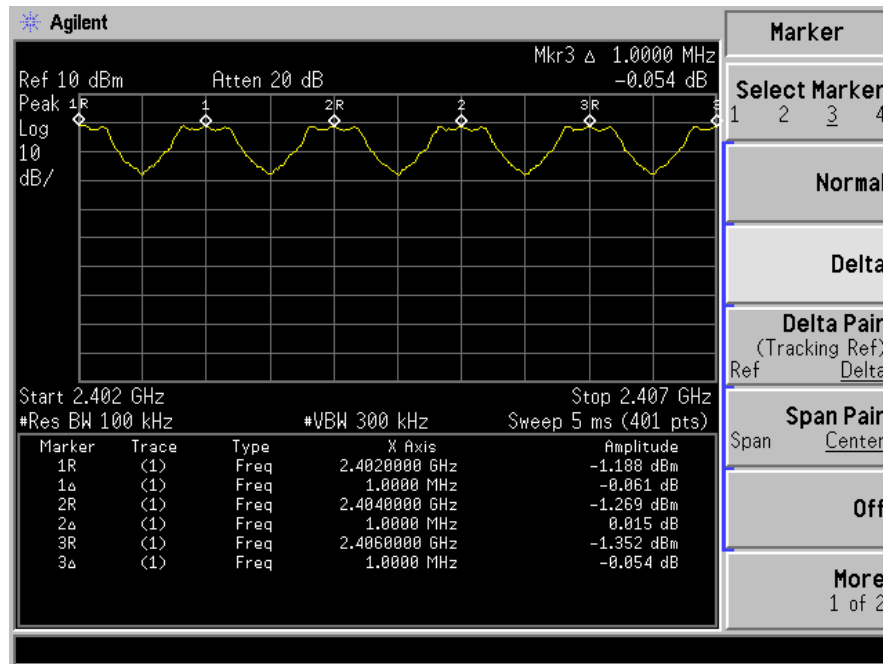 Agilent
Mkr3 Δ 1.0000 MHz
Ref 10 dBm Atten 20 dB -0.054 dB
Peak
Log
10
dB/
1R 1 2R 2 3R 3
Start 2.402 GHz Stop 2.407 GHz
#Res BW 100 kHz #VBW 300 kHz Sweep 5 ms (401 pts)
Marker Trace Type X Axis Amplitude
1R (1) Freq 2.4020000 GHz -1.188 dBm
1Δ (1) Freq 1.0000 MHz -0.061 dB
2R (1) Freq 2.4040000 GHz -1.269 dBm
2Δ (1) Freq 1.0000 MHz 0.015 dB
3R (1) Freq 2.4060000 GHz -1.352 dBm
3Δ (1) Freq 1.0000 MHz -0.054 dB
Marker
Select Marker
1 2 3 4
Normal
Delta
Delta Pair
(Tracking Ref)
Ref Delta
Span Pair
Span Center
Off
More
1 of 2